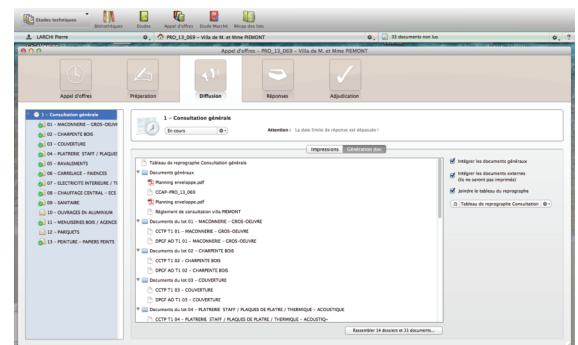 Etudes techniques
Bibliothèques
Etudes
Appel d'offres
Etude Marché
Récap des lots
LARCHI Pierre
PRO_13_069 – Villa de M. et Mme PIEMONT
33 documents non lus
Appel d'offres – PRO_13_069 – Villa de M. et Mme PIEMONT
Appel d'offres
Préparation
Diffusion
Réponses
Adjudication
1 – Consultation générale
01 – MACONNERIE – GROS-OEUVR
02 – CHARPENTE BOIS
03 – COUVERTURE
04 – PLATRERIE STAFF / PLAQUES
05 – RAVALEMENTS
06 – CARRELAGE – FAIENCES
07 – ELECTRICITE INTERIEURE / TE
08 – CHAUFFAGE CENTRAL – ECS
09 – SANITAIRE
10 – OUVRAGES EN ALUMINIUM
11 – MENUISERIES BOIS / AGENCE
12 – PARQUETS
13 – PEINTURE – PAPIERS PEINTS
1 – Consultation générale
En cours
Attention : La date limite de réponse est dépassée !
Impressions
Génération doc.
Tableau de reprographe Consultation générale
Documents généraux
Planning enveloppe.pdf
CCAP-PRO_13_069
Planning enveloppe.pdf
Réglement de consultation villa PIEMONT
Documents du lot 01 – MACONNERIE – GROS-OEUVRE
CCTP T1 01 – MACONNERIE – GROS-OEUVRE
DPGF AO T1 01 – MACONNERIE – GROS-OEUVRE
Documents du lot 02 – CHARPENTE BOIS
CCTP T1 02 – CHARPENTE BOIS
DPGF AO T1 02 – CHARPENTE BOIS
Documents du lot 03 – COUVERTURE
CCTP T1 03 – COUVERTURE
DPGF AO T1 03 – COUVERTURE
Documents du lot 04 – PLATRERIE STAFF / PLAQUES DE PLATRE / THERMIQUE – ACOUSTIQUE
CCTP T1 04 – PLATRERIE STAFF / PLAQUES DE PLATRE / THERMIQUE – ACOUSTIQ~
Intégrer les documents généraux
Intégrer les documents externes
(Ils ne seront pas imprimés)
Joindre le tableau du reprographe
Tableau de reprographe Consultation
Rassembler 14 dossiers et 33 documents...